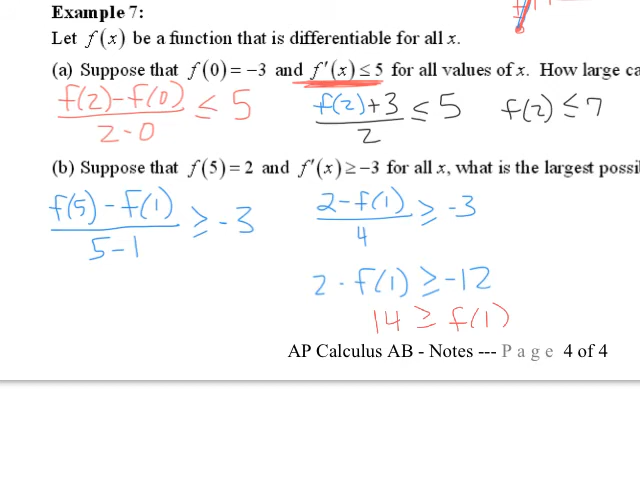 Example 7:
Let f(x) be a function that is differentiable for all x.
(a) Suppose that f(0) = −3 and f'(x) ≤ 5 for all values of x. How large ca
f(2) - f(0) / 2 - 0 ≤ 5 f(2) + 3 / 2 ≤ 5 f(2) ≤ 7
(b) Suppose that f(5) = 2 and f'(x) ≥ −3 for all x, what is the largest possi
f(5) - f(1) / 5 - 1 ≥ -3 2 - f(1) / 4 ≥ -3
2 - f(1) ≥ -12
14 ≥ f(1)
AP Calculus AB - Notes --- Page 4 of 4